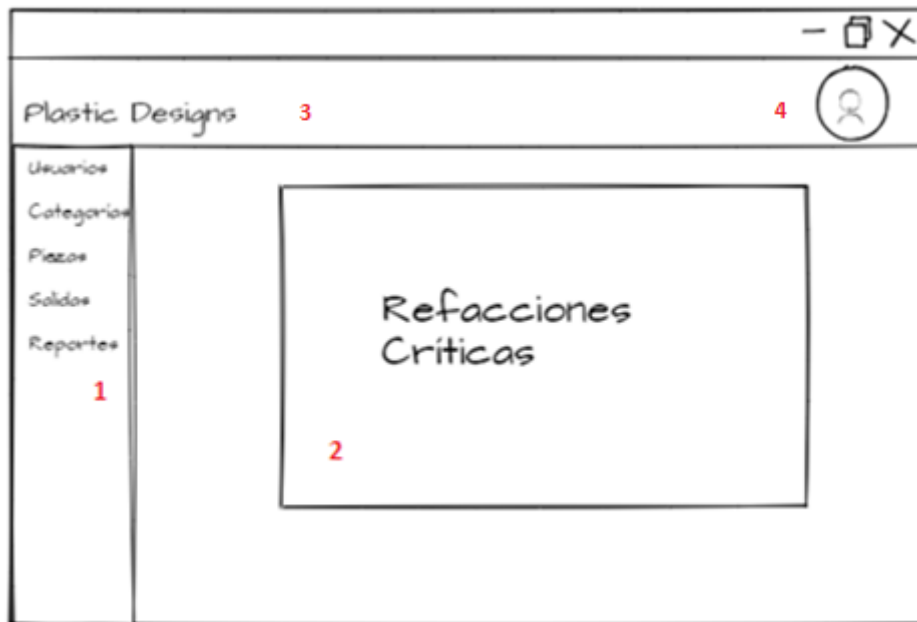 Plastic Designs 3 4
Usuarios
Categorias
Piezas
Salidas
Reportes
1
Refacciones
Críticas
2